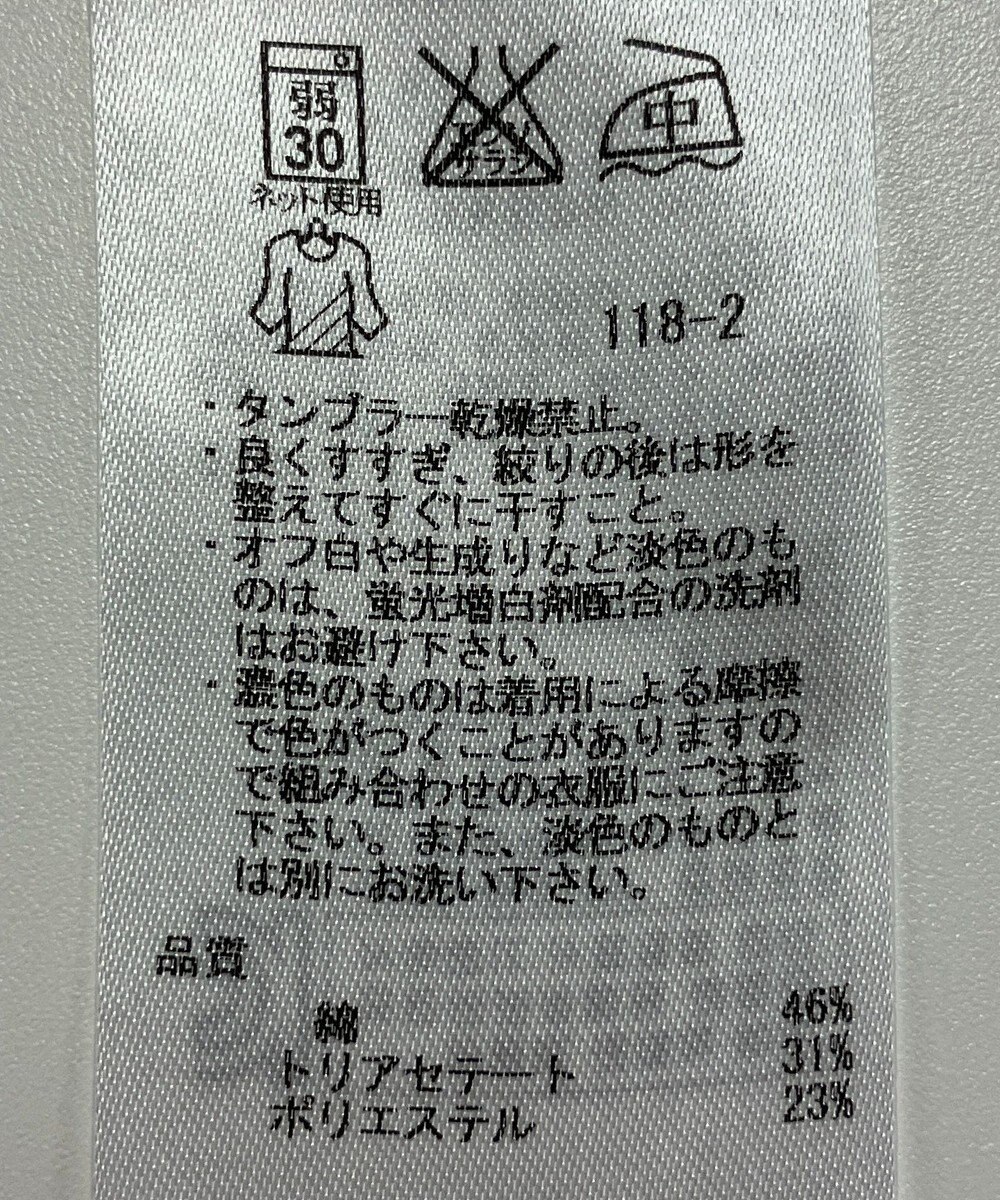 弱
30
エンソ
サラシ
中
ネット使用
118-2
・タンブラー乾燥禁止。
・良くすすぎ、絞りの後は形を
整えてすぐに干すこと。
・オフ白や生成りなど淡色のも
のは、蛍光増白剤配合の洗剤
はお避け下さい。
・濃色のものは着用による摩擦
で色がつくことがありますの
で組み合わせの衣服にご注意
下さい。また、淡色のものと
は別にお洗い下さい。
品質
綿 46%
トリアセテート 31%
ポリエステル 23%